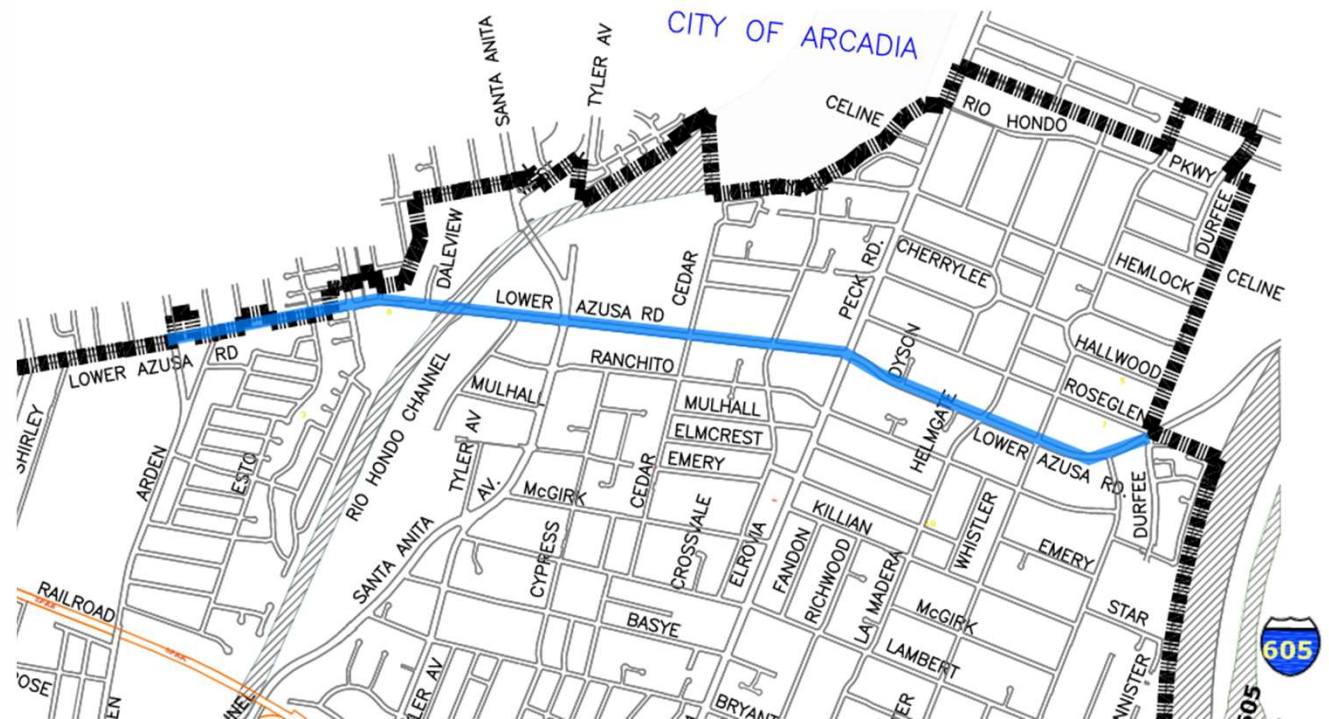 CITY OF ARCADIA
SANTA ANITA
TYLER AV
CELINE
RIO HONDO
PKWY
DURFEE
DALEVIEW
CEDAR
PECK RD.
CHERRYLEE
HEMLOCK
CELINE
LOWER AZUSA RD
LOWER AZUSA RD
RANCHITO
DYSON
HALLWOOD
ROSEGLEN
MULHALL
MULHALL
ELMCREST
EMERY
HELMGATE
LOWER AZUSA RD.
SHIRLEY
ARDEN
ESTO
RIO HONDO CHANNEL
TYLER AV
SANTA ANITA AV.
McGIRK
CEDAR
CYPRESS
CROSSVALE
ELROVIA
KILLIAN
FANDON
RICHWOOD
LA MADERA
WHISTLER
EMERY
DURFEE
STAR
McGIRK
LAMBERT
BASYE
RAILROAD
BRYANT
605